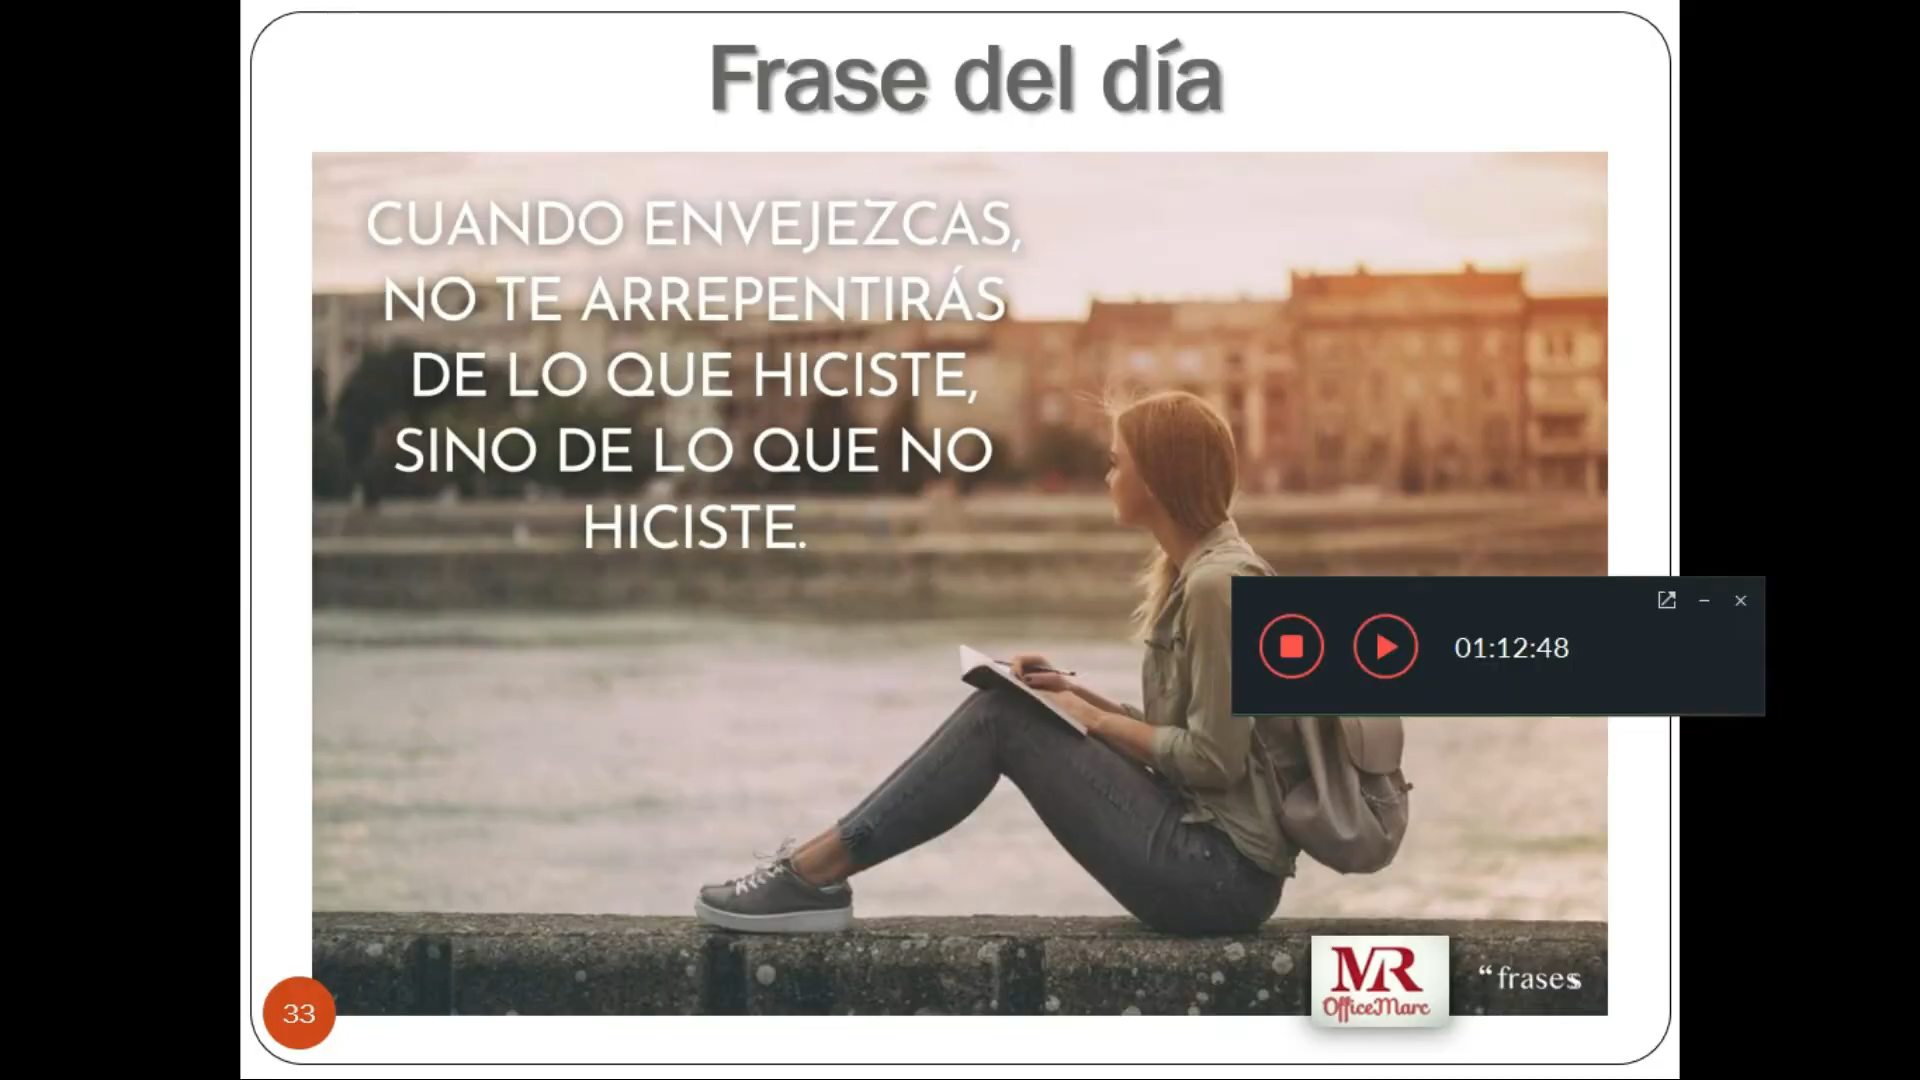 Frase del día
CUANDO ENVEJEZCAS,
NO TE ARREPENTIRÁS
DE LO QUE HICISTE,
SINO DE LO QUE NO
HICISTE.
01:12:48
MR
OfficeMarc
“frasess
33